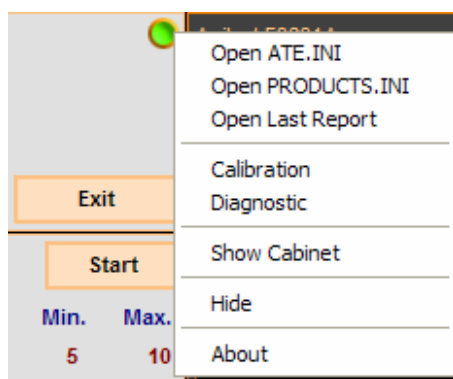 Open ATE.INI
Open PRODUCTS.INI
Open Last Report
Calibration
Diagnostic
Exit
Show Cabinet
Start
Hide
Min. Max.
5 10
About